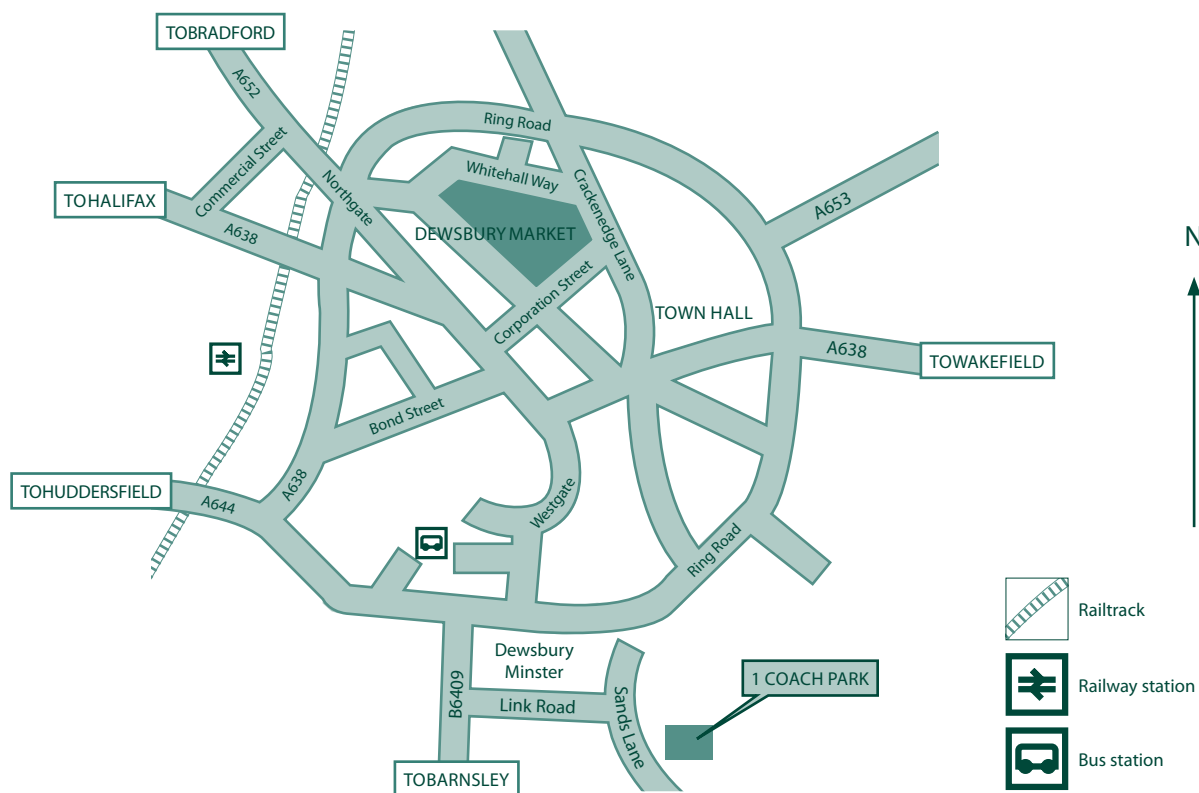 TOBRADFORD
A652
Ring Road
Commercial Street
Whitehall Way
Northgate
Crackenedge Lane
TOHALIFAX
A653
A638
DEWSBURY MARKET
N
Corporation Street
TOWN HALL
A638
TOWAKEFIELD
Bond Street
TOHUDDERSFIELD
A644
A638
Westgate
Ring Road
Railtrack
Dewsbury
Minster
1 COACH PARK
Railway station
B6409
Link Road
Sands Lane
Bus station
TOBARNSLEY